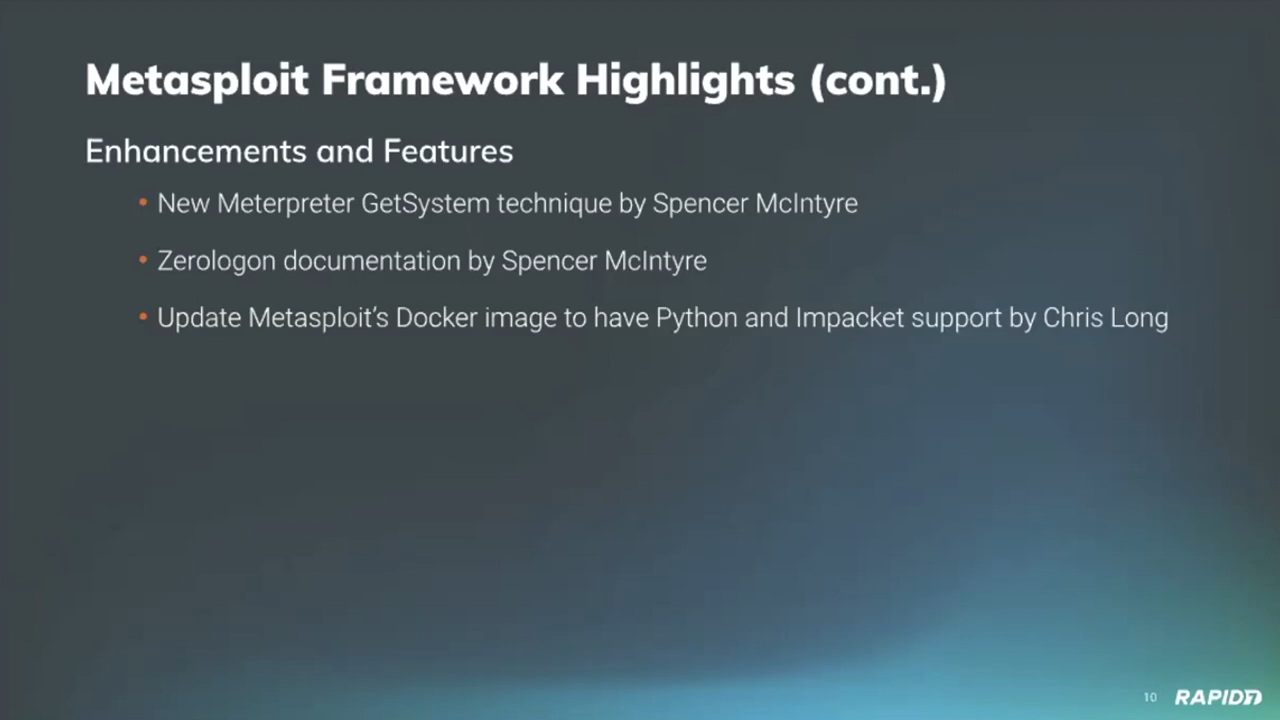 Metasploit Framework Highlights (cont.)
Enhancements and Features
• New Meterpreter GetSystem technique by Spencer McIntyre
• Zerologon documentation by Spencer McIntyre
• Update Metasploit's Docker image to have Python and Impacket support by Chris Long
10 RAPID7